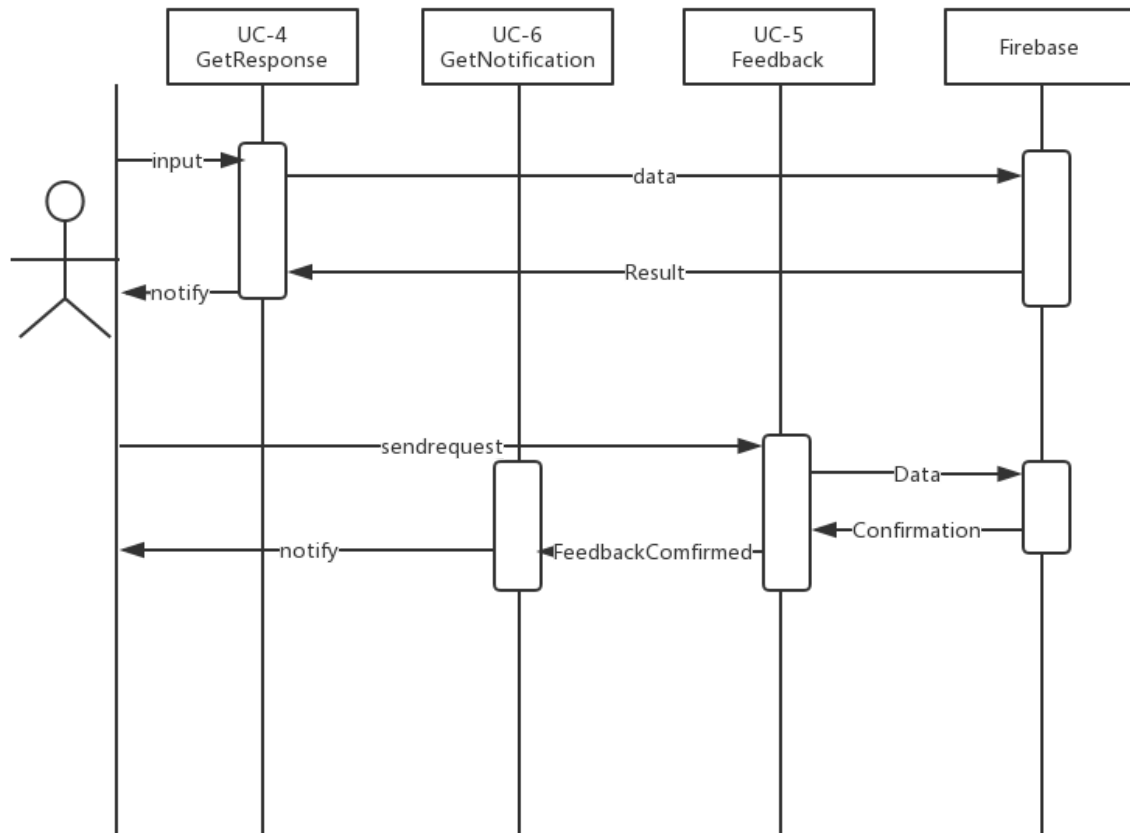 UC-4
GetResponse
UC-6
GetNotification
UC-5
Feedback
Firebase
input
data
Result
notify
sendrequest
Data
Confirmation
notify
FeedbackComfirmed